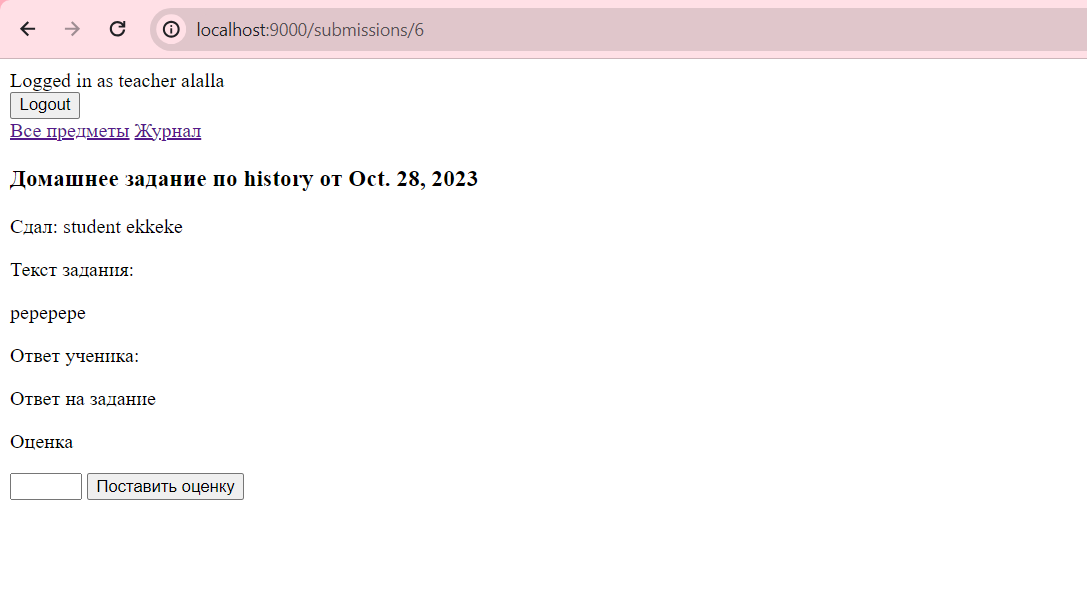 localhost:9000/submissions/6
Logged in as teacher alalla
Logout
Все предметы Журнал
Домашнее задание по history от Oct. 28, 2023
Сдал: student ekkeke
Текст задания:
pepepepe
Ответ ученика:
Ответ на задание
Оценка
Поставить оценку